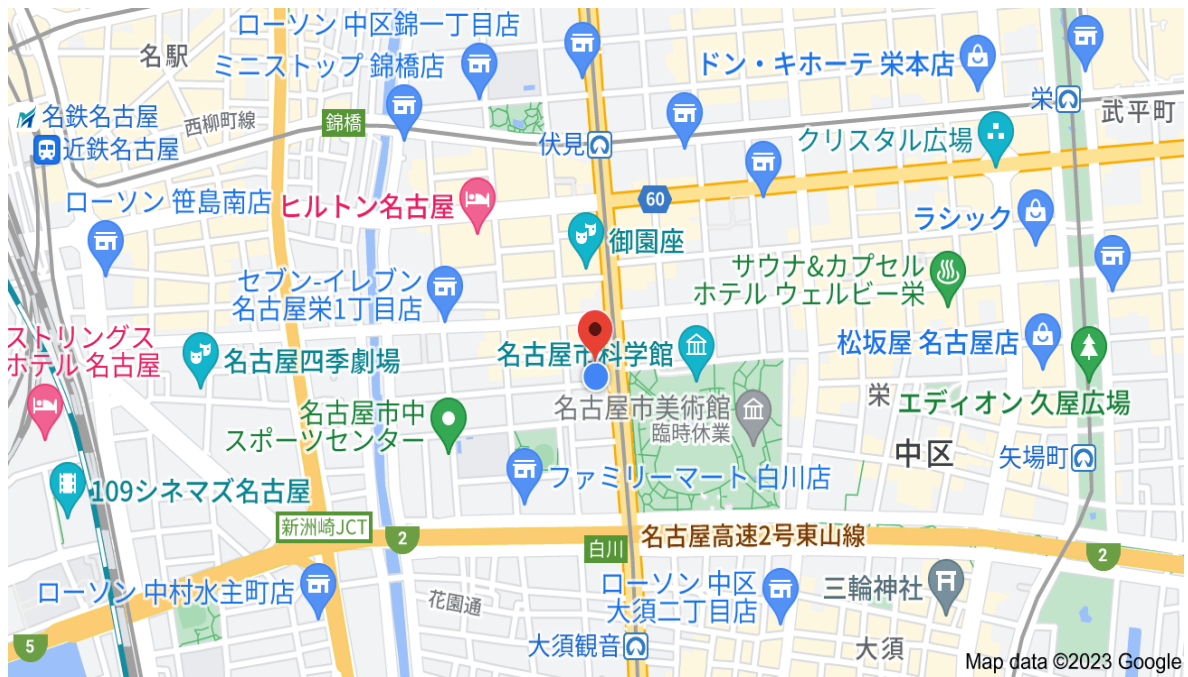 ローソン 中区錦一丁目店
名駅
ミニストップ 錦橋店
ドン・キホーテ 栄本店
栄
武平町
名鉄名古屋
西柳町線
錦橋
伏見
近鉄名古屋
クリスタル広場
ローソン 笹島南店
ヒルトン名古屋
60
ラシック
御園座
サウナ&カプセル
ホテル ウェルビー栄
セブン-イレブン
名古屋栄1丁目店
ストリングス
ホテル 名古屋
名古屋四季劇場
名古屋市科学館
松坂屋 名古屋店
名古屋市美術館
臨時休業
栄
エディオン 久屋広場
名古屋市中
スポーツセンター
中区
矢場町
109シネマズ名古屋
ファミリーマート 白川店
新洲崎JCT
2
白川
名古屋高速2号東山線
2
ローソン 中村水主町店
花園通
ローソン 中区
大須二丁目店
三輪神社
5
大須観音
大須
Map data ©2023 Google